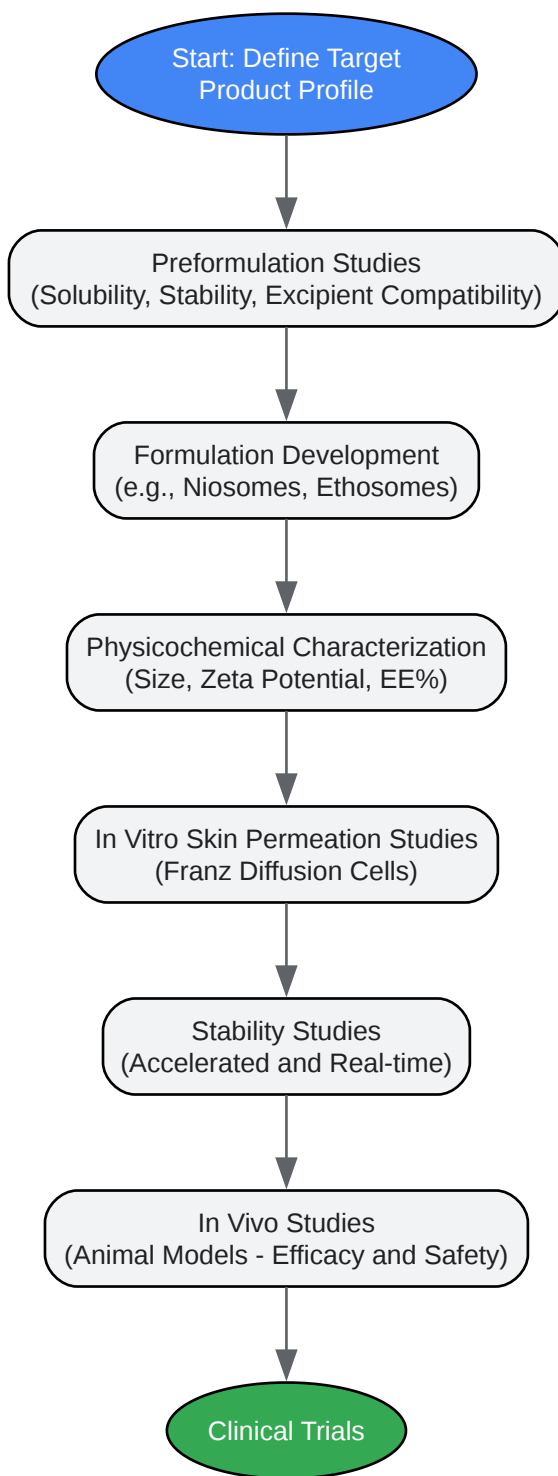 Start: Define Target
Product Profile
Preformulation Studies
(Solubility, Stability, Excipient Compatibility)
Formulation Development
(e.g., Niosomes, Ethosomes)
Physicochemical Characterization
(Size, Zeta Potential, EE%)
In Vitro Skin Permeation Studies
(Franz Diffusion Cells)
Stability Studies
(Accelerated and Real-time)
In Vivo Studies
(Animal Models - Efficacy and Safety)
Clinical Trials